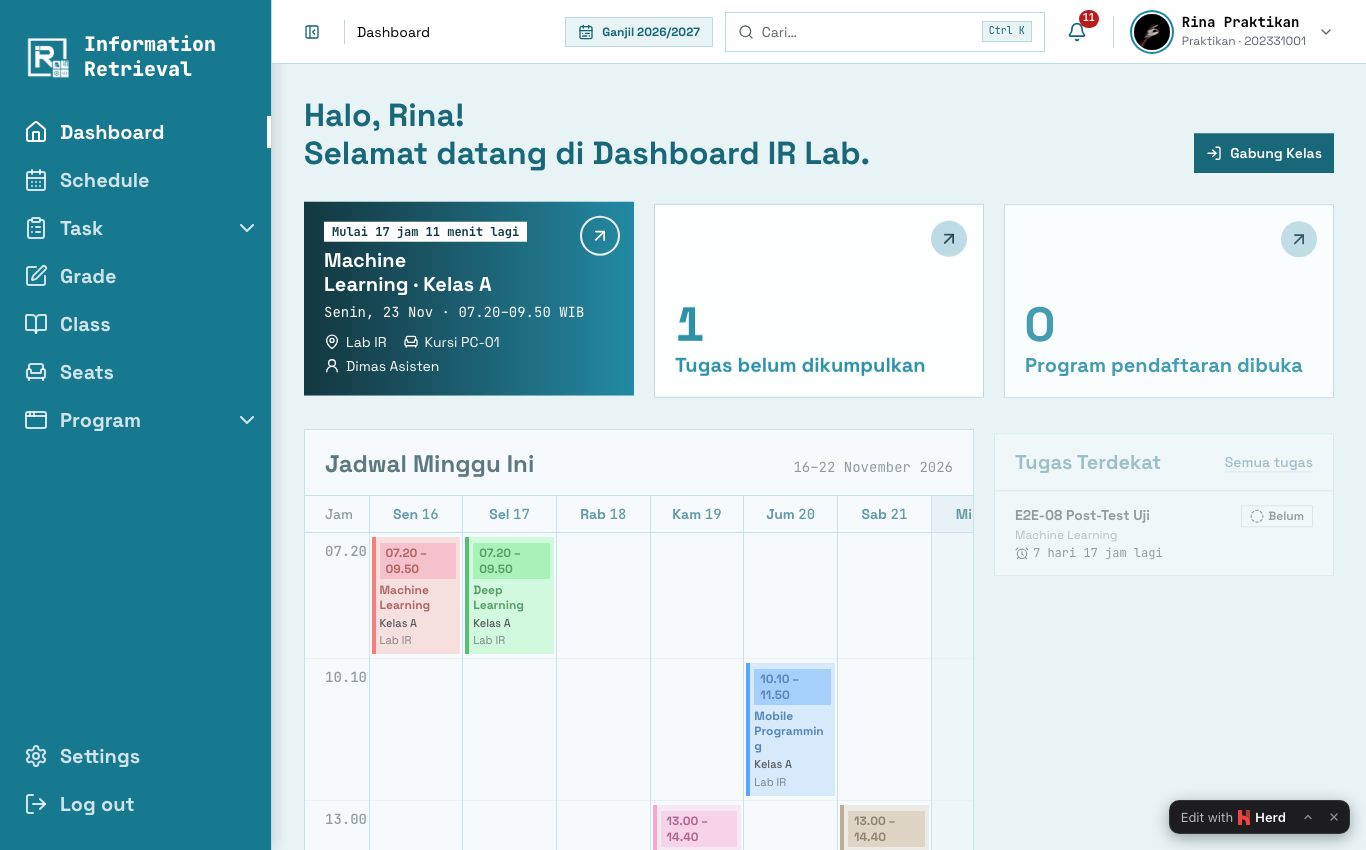 Information
Retrieval
Dashboard
Schedule
Task
Grade
Class
Seats
Program
Settings
Log out
Dashboard
Ganjil 2026/2027
Cari...
Ctrl K
11
Rina Praktikan
Praktikan · 202331001
Halo, Rina!
Selamat datang di Dashboard IR Lab.
Gabung Kelas
Mulai 17 jam 11 menit lagi
Machine
Learning · Kelas A
Senin, 23 Nov · 07.20–09.50 WIB
Lab IR
Kursi PC-01
Dimas Asisten
1
Tugas belum dikumpulkan
0
Program pendaftaran dibuka
Jadwal Minggu Ini
16–22 November 2026
Jam
Sen 16
Sel 17
Rab 18
Kam 19
Jum 20
Sab 21
Mi
07.20
07.20 –
09.50
Machine
Learning
Kelas A
Lab IR
07.20 –
09.50
Deep
Learning
Kelas A
Lab IR
10.10
10.10 –
11.50
Mobile
Programmin
g
Kelas A
Lab IR
13.00
13.00 –
14.40
13.00 –
14.40
Tugas Terdekat
Semua tugas
E2E-08 Post-Test Uji
Belum
Machine Learning
7 hari 17 jam lagi
Edit with Herd